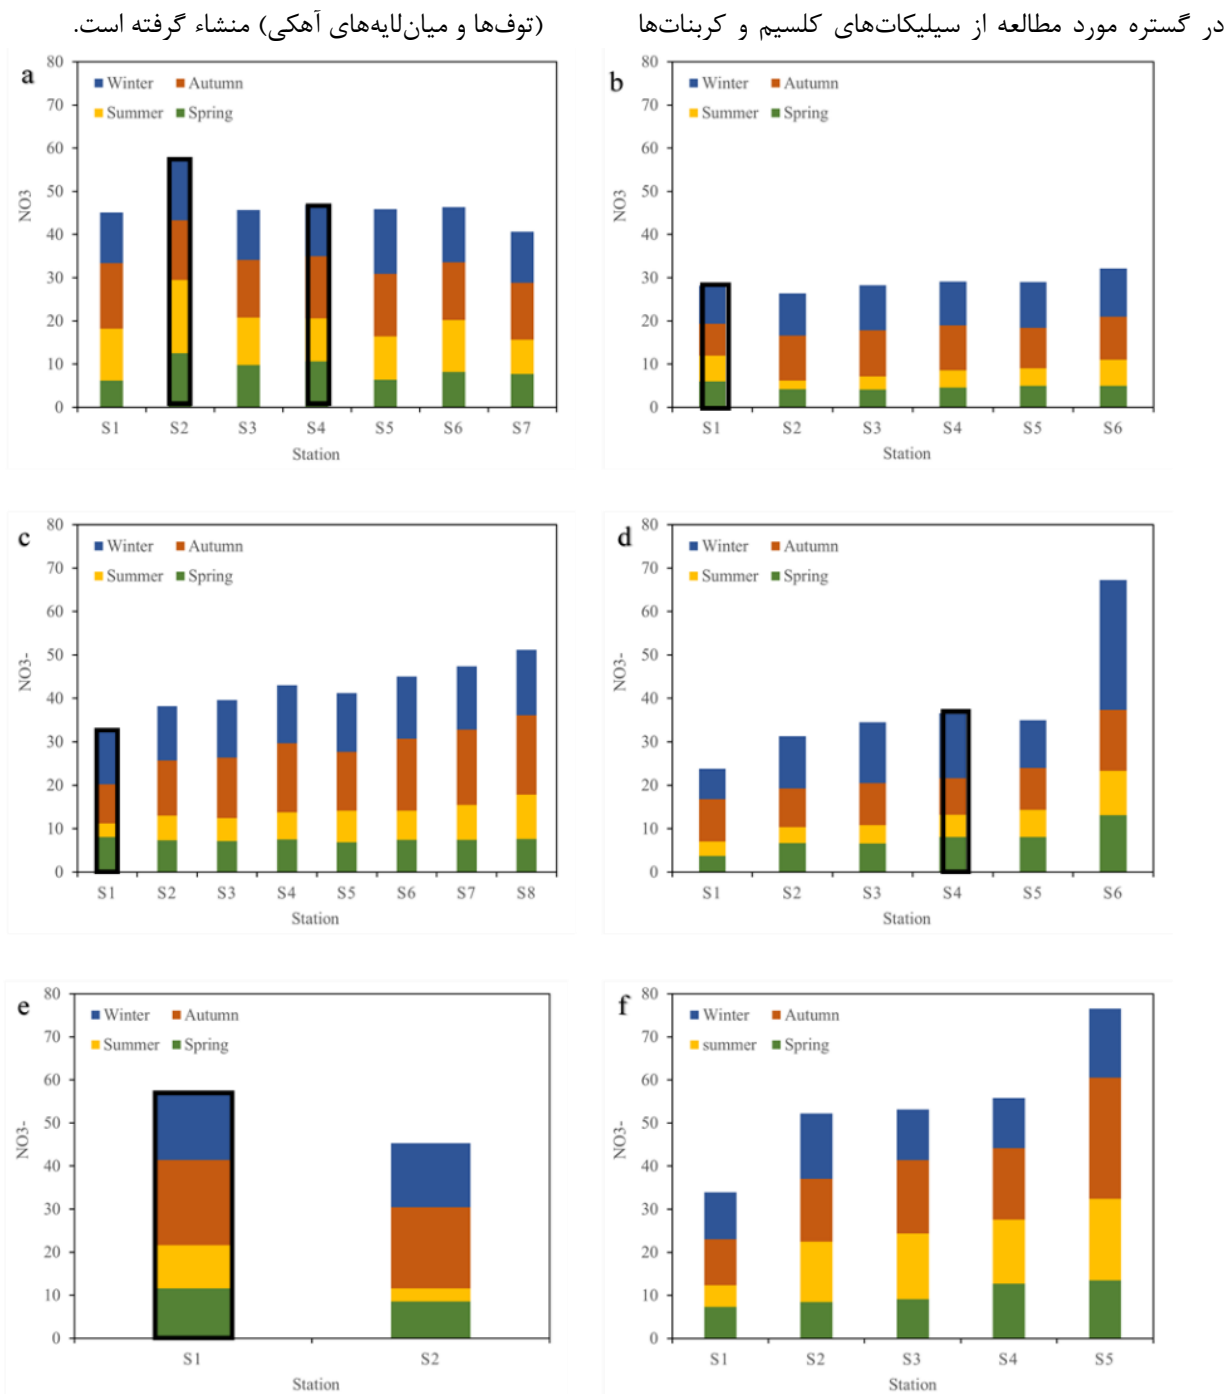 در گستره مورد مطالعه از سیلیکات‌های کلسیم و کربنات‌ها
(توف‌ها و میان‌لایه‌های آهکی) منشاء گرفته است.
a
Winter Autumn
Summer Spring
80
70
60
50
40
30
20
10
0
NO3
S1 S2 S3 S4 S5 S6 S7
Station
b
Winter Autumn
Summer Spring
80
70
60
50
40
30
20
10
0
NO3
S1 S2 S3 S4 S5 S6
Station
c
Winter Autumn
Summer Spring
80
70
60
50
40
30
20
10
0
NO3-
S1 S2 S3 S4 S5 S6 S7 S8
Station
d
Winter Autumn
Summer Spring
80
70
60
50
40
30
20
10
0
NO3-
S1 S2 S3 S4 S5 S6
Station
e
Winter Autumn
Summer Spring
80
70
60
50
40
30
20
10
0
NO3-
S1 S2
Station
f
Winter Autumn
summer Spring
80
70
60
50
40
30
20
10
0
NO3-
S1 S2 S3 S4 S5
Station